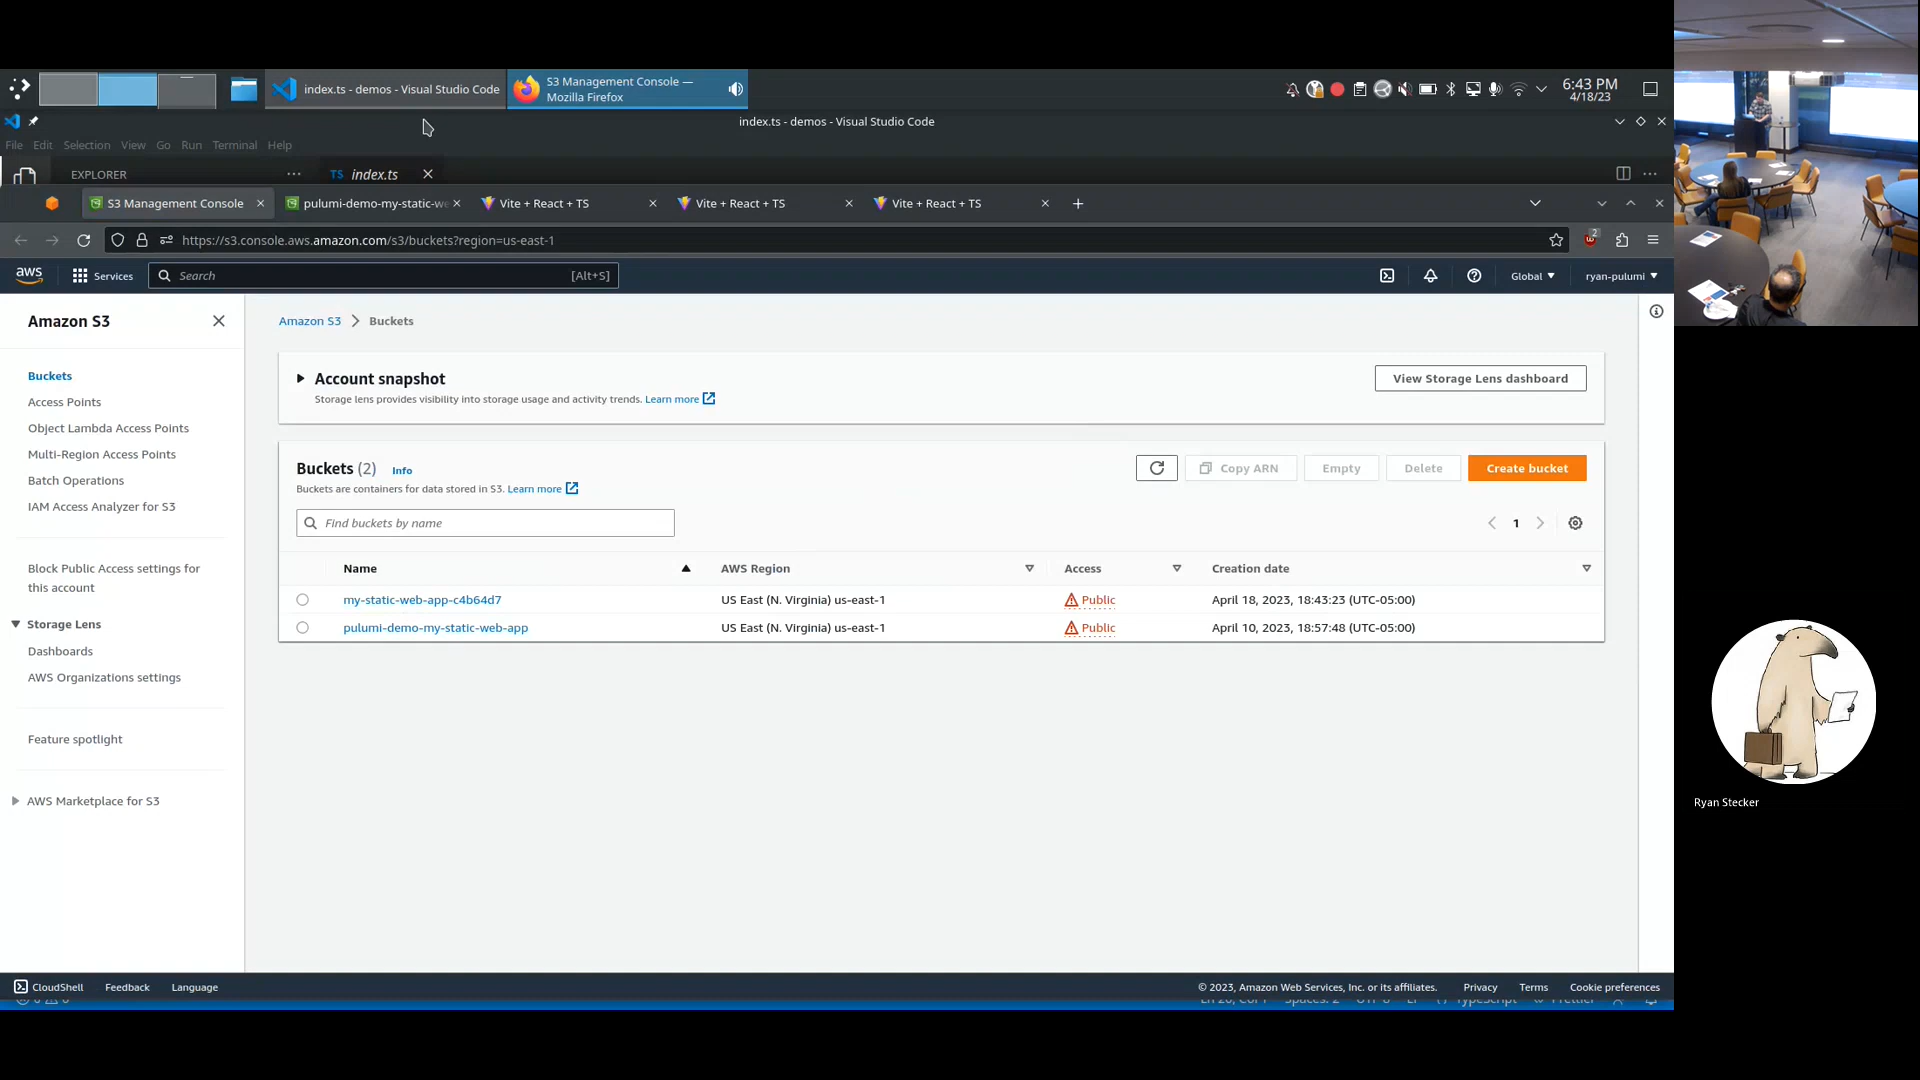 index.ts - demos - Visual Studio Code
S3 Management Console —
Mozilla Firefox
6:43 PM
4/18/23
index.ts - demos - Visual Studio Code
File Edit Selection View Go Run Terminal Help
EXPLORER
TS index.ts
S3 Management Console
pulumi-demo-my-static-we
Vite + React + TS
Vite + React + TS
Vite + React + TS
https://s3.console.aws.amazon.com/s3/buckets?region=us-east-1
2
aws
Services
Search
[Alt+S]
Global
ryan-pulumi
Amazon S3
Buckets
Access Points
Object Lambda Access Points
Multi-Region Access Points
Batch Operations
IAM Access Analyzer for S3
Block Public Access settings for
this account
Storage Lens
Dashboards
AWS Organizations settings
Feature spotlight
AWS Marketplace for S3
Amazon S3 > Buckets
Account snapshot
Storage lens provides visibility into storage usage and activity trends. Learn more
View Storage Lens dashboard
Buckets (2) Info
Buckets are containers for data stored in S3. Learn more
Copy ARN
Empty
Delete
Create bucket
Find buckets by name
1
Name AWS Region Access Creation date
my-static-web-app-c4b64d7 US East (N. Virginia) us-east-1 Public April 18, 2023, 18:43:23 (UTC-05:00)
pulumi-demo-my-static-web-app US East (N. Virginia) us-east-1 Public April 10, 2023, 18:57:48 (UTC-05:00)
CloudShell Feedback Language
© 2023, Amazon Web Services, Inc. or its affiliates. Privacy Terms Cookie preferences
Ryan Stecker